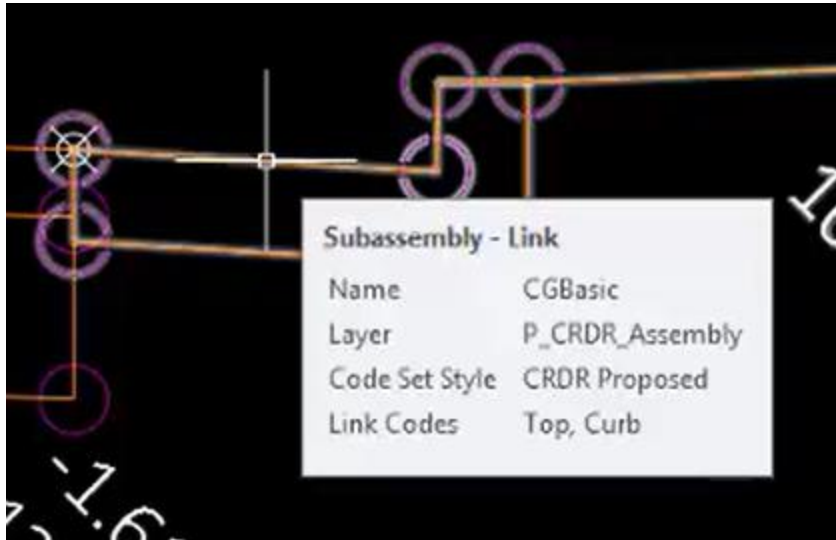 Subassembly - Link
Name CGBasic
Layer P_CRDR_Assembly
Code Set Style CRDR Proposed
Link Codes Top, Curb